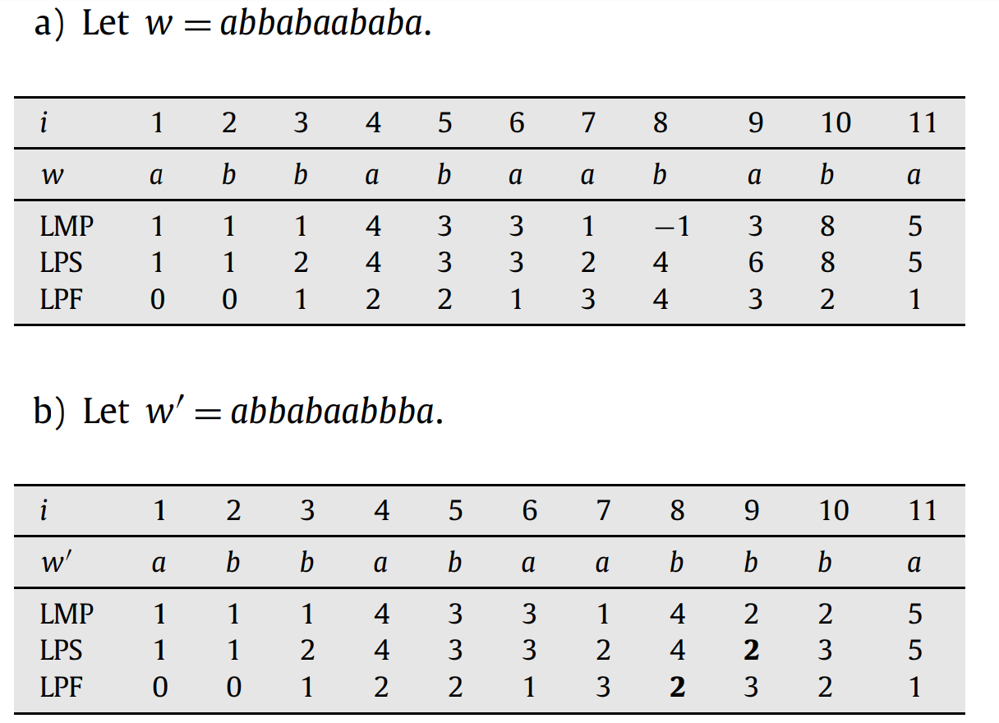 a) Let w = abbabaababa.
i 1 2 3 4 5 6 7 8 9 10 11
w a b b a b a a b a b a
LMP 1 1 1 4 3 3 1 −1 3 8 5
LPS 1 1 2 4 3 3 2 4 6 8 5
LPF 0 0 1 2 2 1 3 4 3 2 1
b) Let w′ = abbabaabbba.
i 1 2 3 4 5 6 7 8 9 10 11
w′ a b b a b a a b b b a
LMP 1 1 1 4 3 3 1 4 2 2 5
LPS 1 1 2 4 3 3 2 4 2 3 5
LPF 0 0 1 2 2 1 3 2 3 2 1